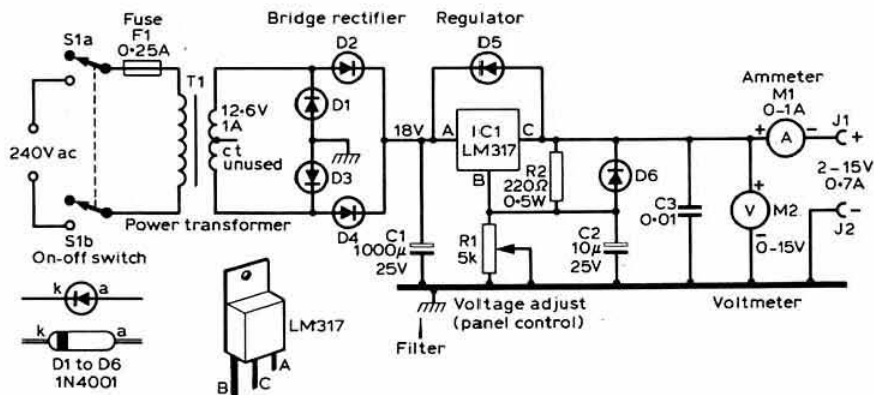 S1a
Fuse
F1
0·25A
T1
240V ac
S1b
On-off switch
Power transformer
12·6V
1A
ct
unused
Bridge rectifier
D2
D1
D3
D4
18V
Regulator
D5
A
IC1
LM317
C
B
R2
220Ω
0·5W
D6
C1
1000µ
25V
R1
5k
C2
10µ
25V
C3
0·01
Ammeter
M1
0-1A
+
A
−
J1
+
2-15V
0·7A
+
V
M2
−
0-15V
−
J2
Filter
Voltage adjust
(panel control)
Voltmeter
k
a
k
a
D1 to D6
1N4001
LM317
A
C
B